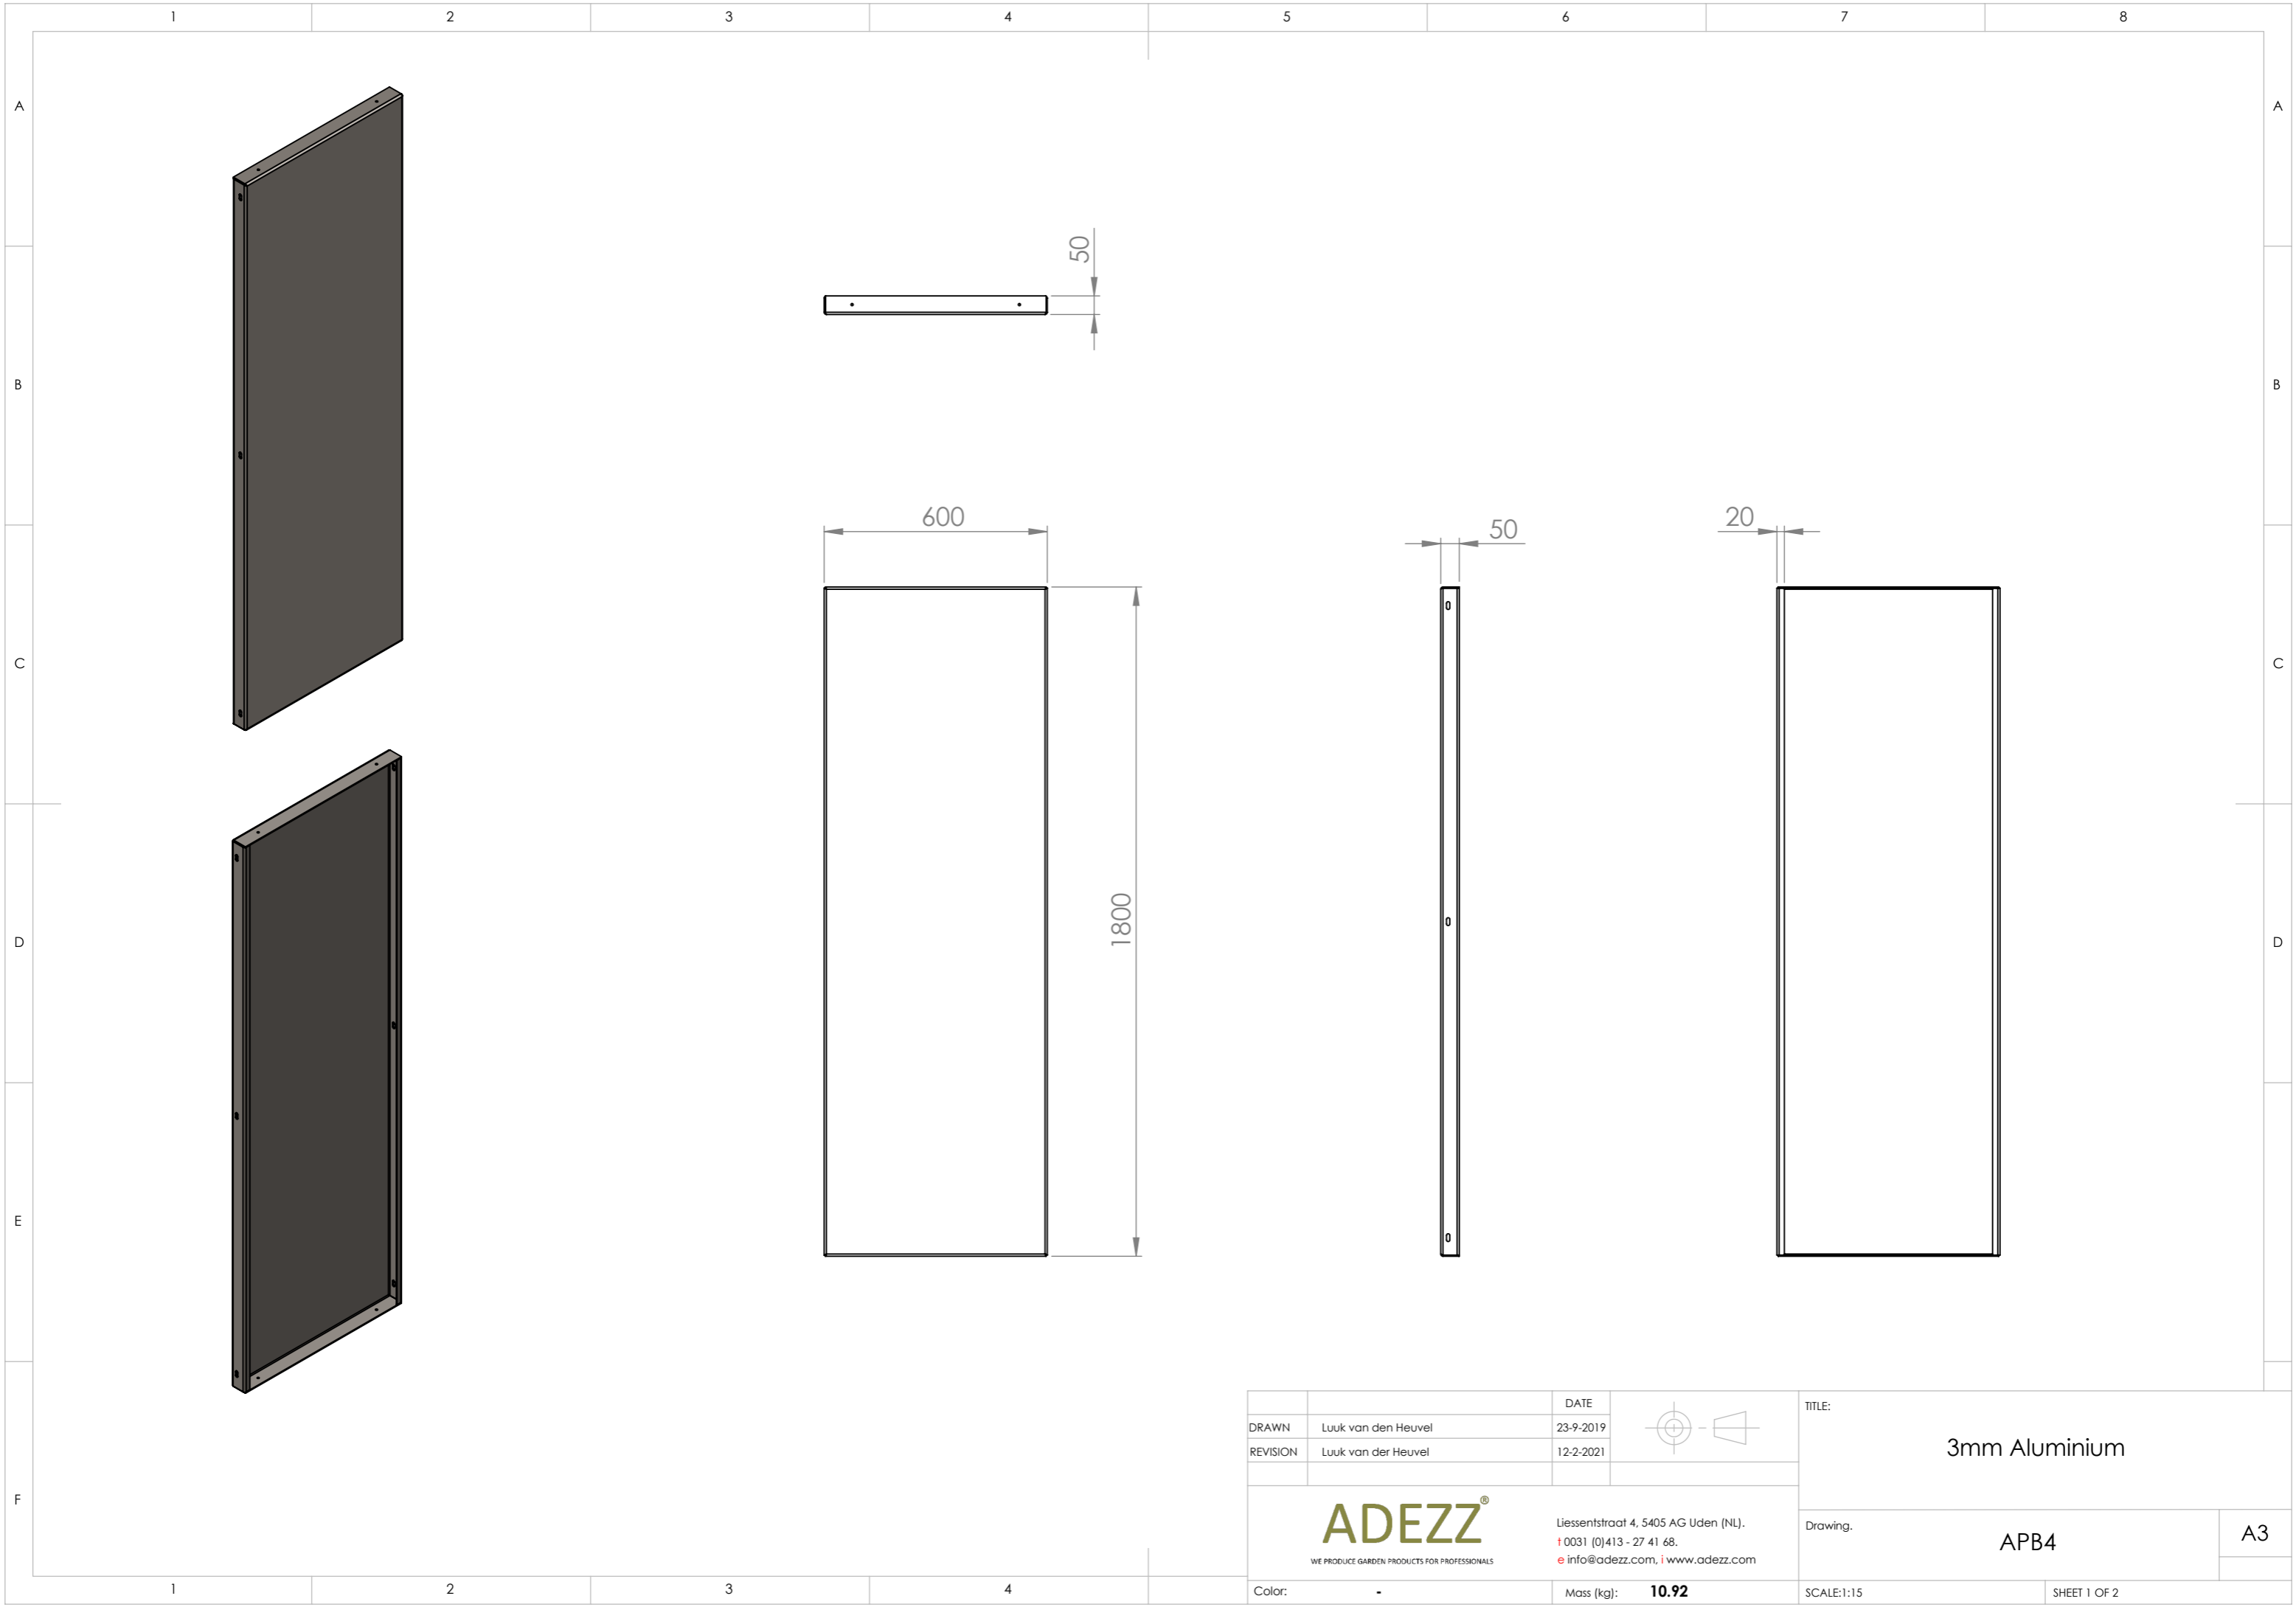 1 2 3 4 5 6 7 8
A A
50
B B
600
50
20
C C
1800
D D
E E
F
DATE
DRAWN Luuk van den Heuvel 23-9-2019
REVISION Luuk van der Heuvel 12-2-2021
TITLE:
3mm Aluminium
ADEZZ®
WE PRODUCE GARDEN PRODUCTS FOR PROFESSIONALS
Liessentstraat 4, 5405 AG Uden (NL).
t 0031 (0)413 - 27 41 68.
e info@adezz.com, i www.adezz.com
Drawing.
APB4
A3
Color: -
Mass (kg): 10.92
SCALE:1:15
SHEET 1 OF 2
1 2 3 4